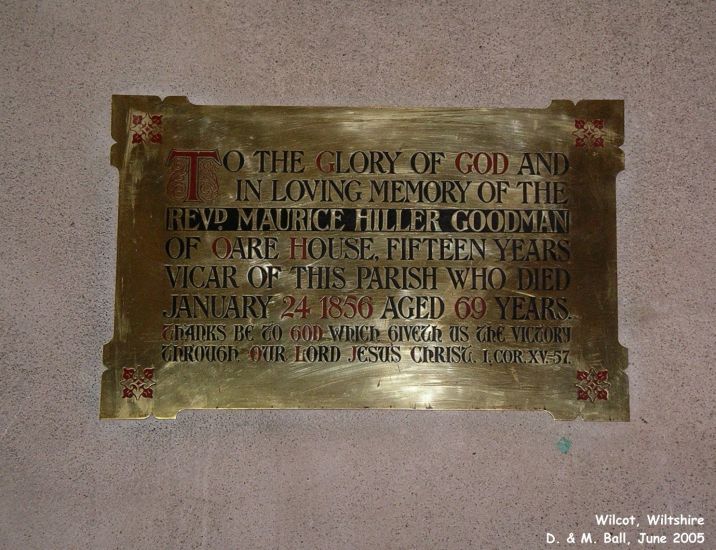 TO THE GLORY OF GOD AND
IN LOVING MEMORY OF THE
REVD. MAURICE HILLER GOODMAN
OF OARE HOUSE, FIFTEEN YEARS
VICAR OF THIS PARISH WHO DIED
JANUARY 24 1856 AGED 69 YEARS.
THANKS BE TO GOD WHICH GIVETH US THE VICTORY
THROUGH OUR LORD JESUS CHRIST. I, COR. XV-57.
Wilcot, Wiltshire
D. & M. Ball, June 2005